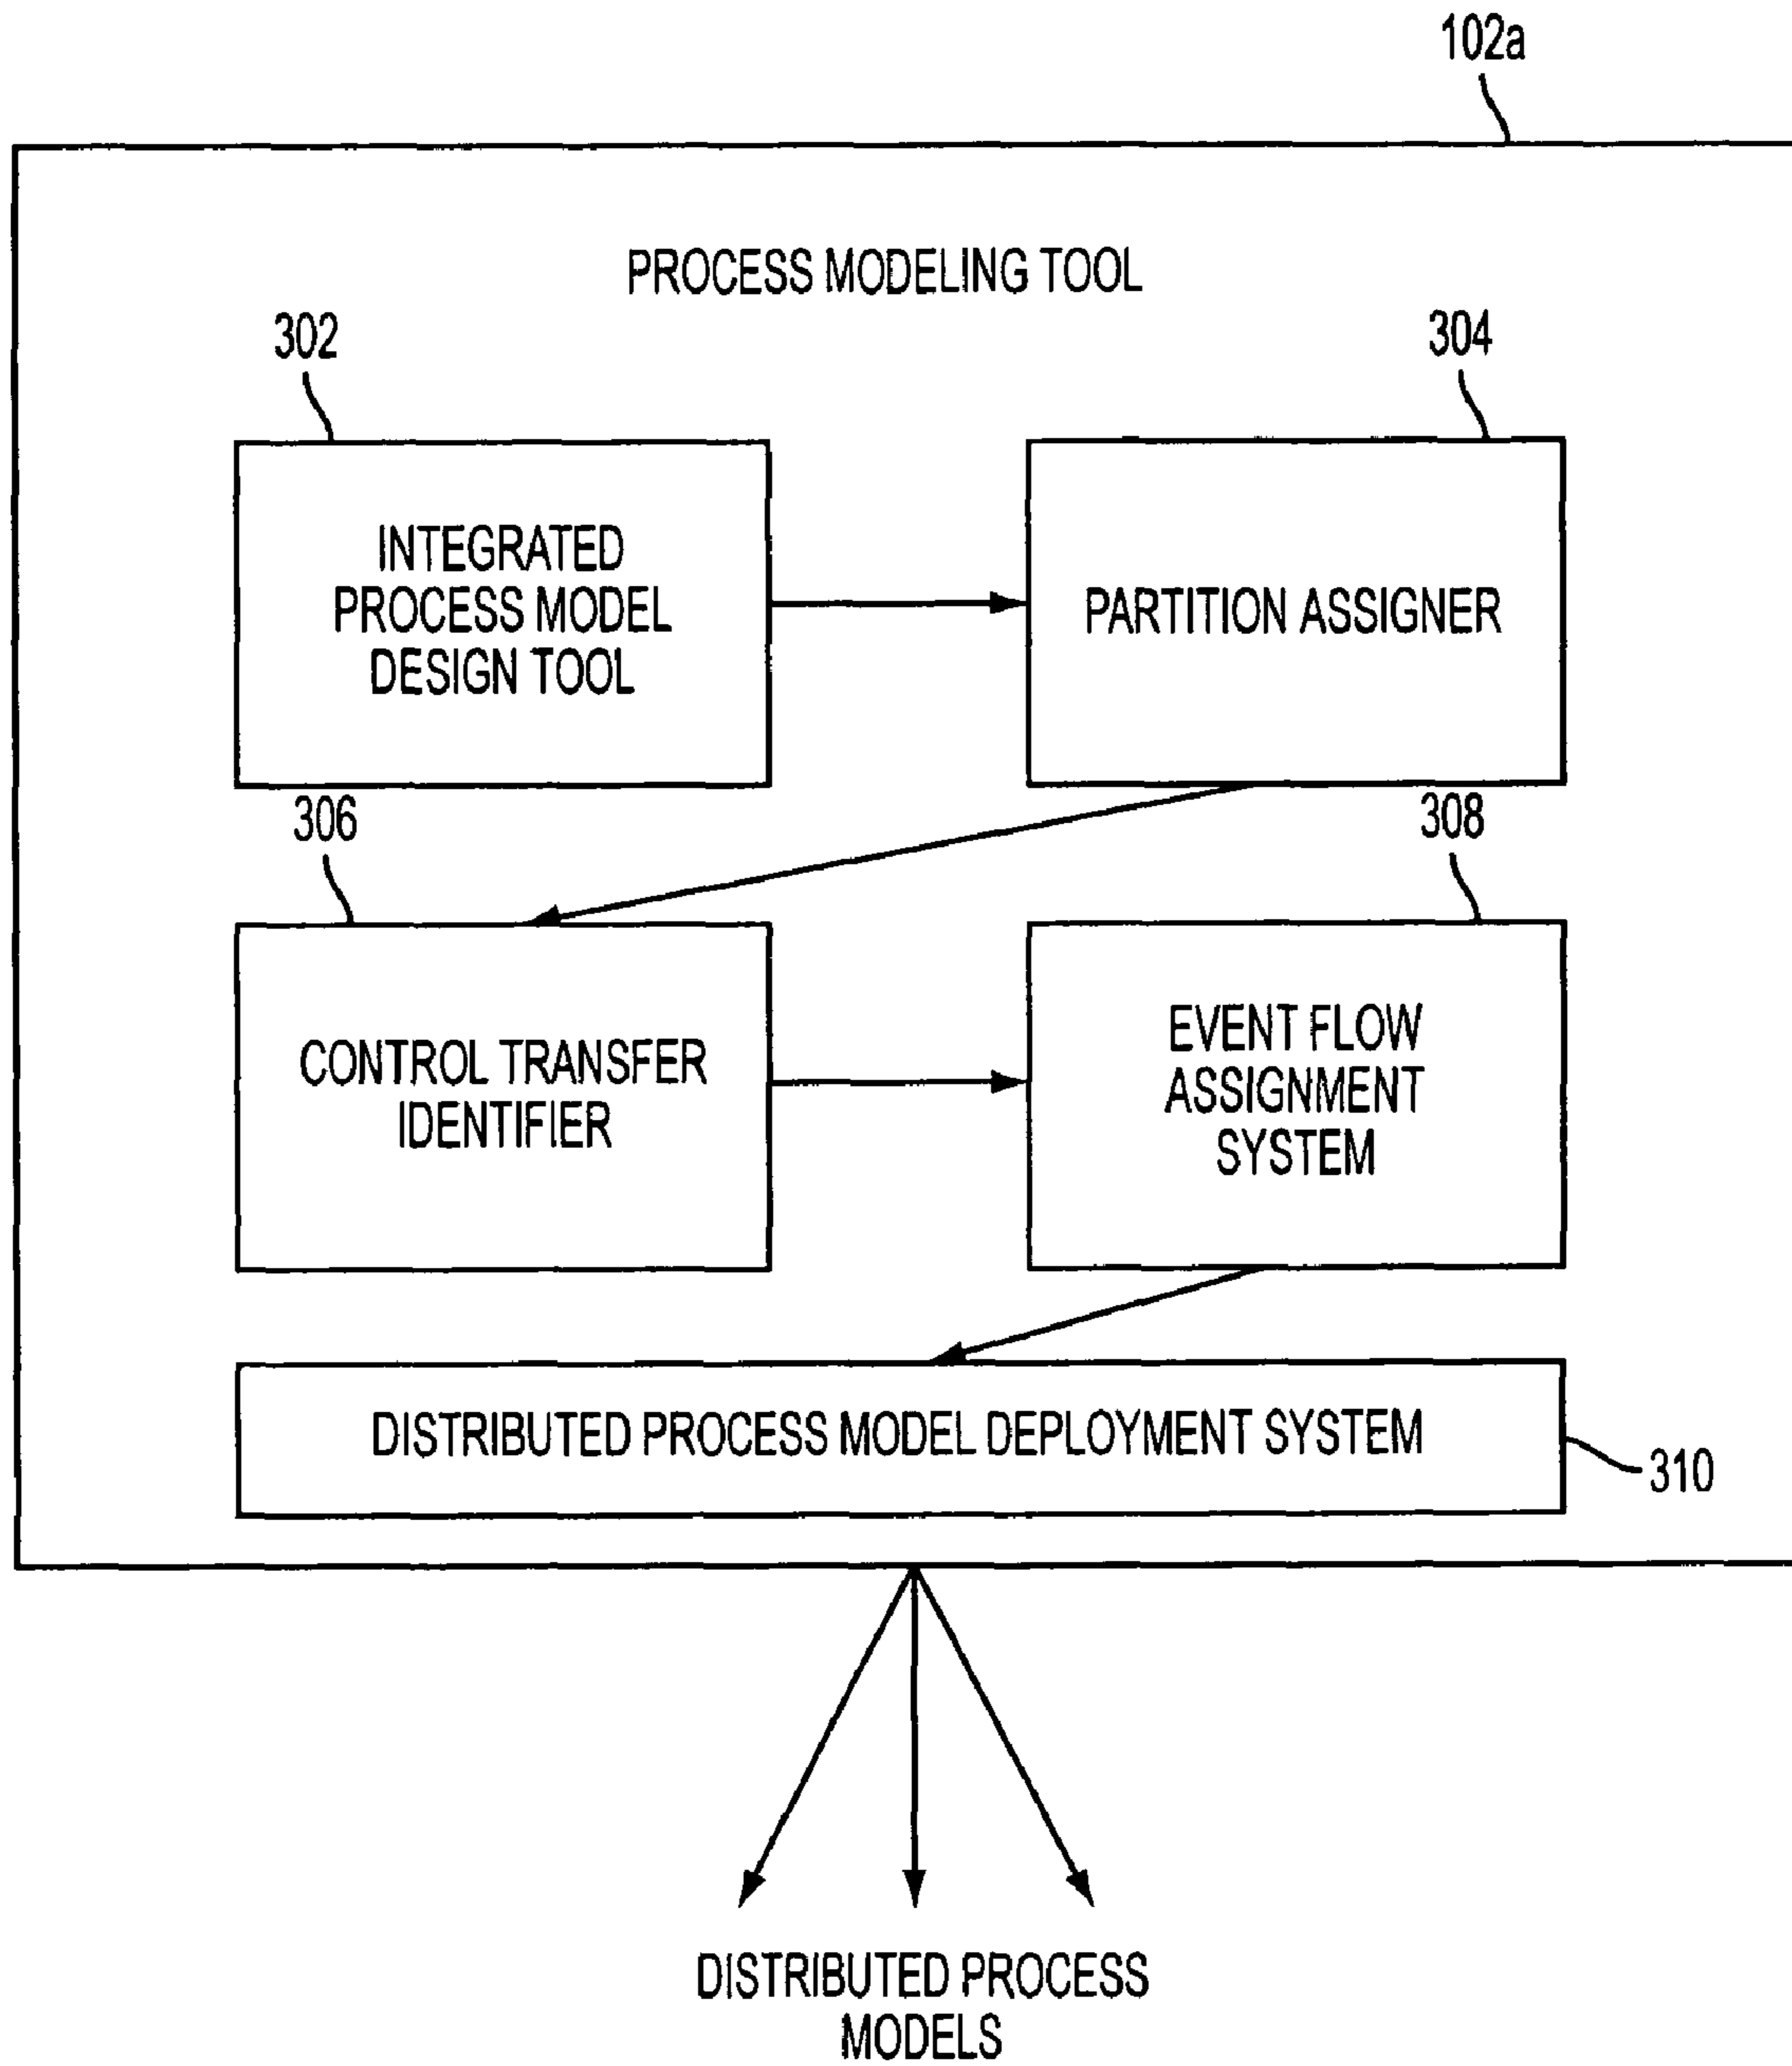 102a
PROCESS MODELING TOOL
302
304
INTEGRATED
PROCESS MODEL
DESIGN TOOL
PARTITION ASSIGNER
306
308
CONTROL TRANSFER
IDENTIFIER
EVENT FLOW
ASSIGNMENT
SYSTEM
DISTRIBUTED PROCESS MODEL DEPLOYMENT SYSTEM
310
DISTRIBUTED PROCESS
MODELS